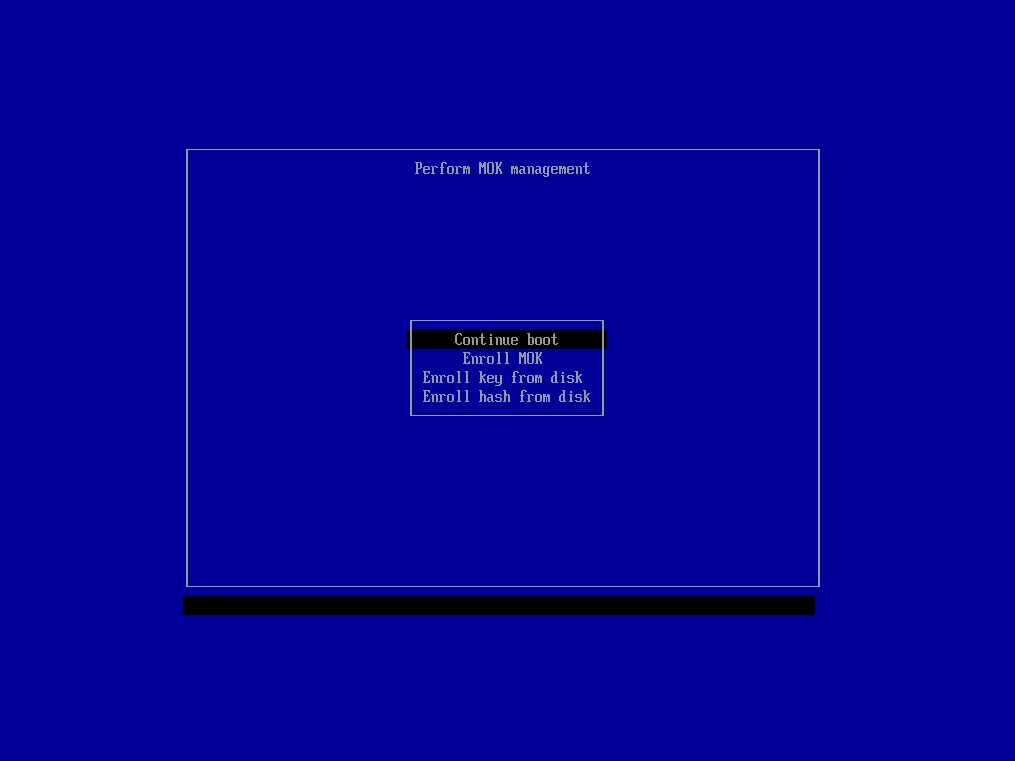 Perform MOK management
Continue boot
Enroll MOK
Enroll key from disk
Enroll hash from disk